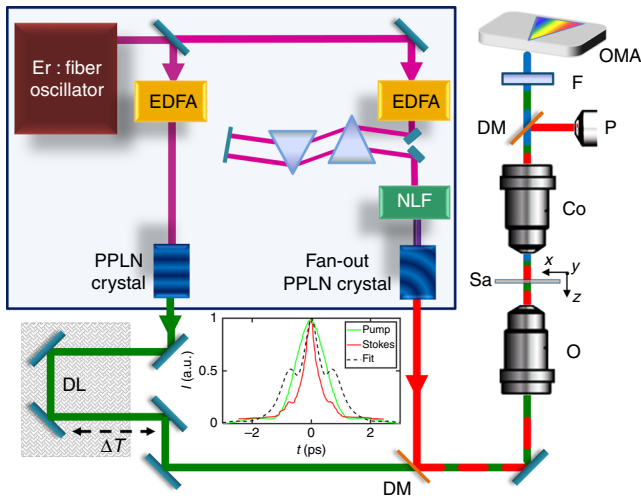 Er : fiber
oscillator
EDFA
EDFA
NLF
PPLN
crystal
Fan-out
PPLN crystal
OMA
F
DM
P
Co
x
y
z
Sa
O
DL
ΔT
I (a.u.)
1
0.5
0
−2
0
2
t (ps)
Pump
Stokes
Fit
DM